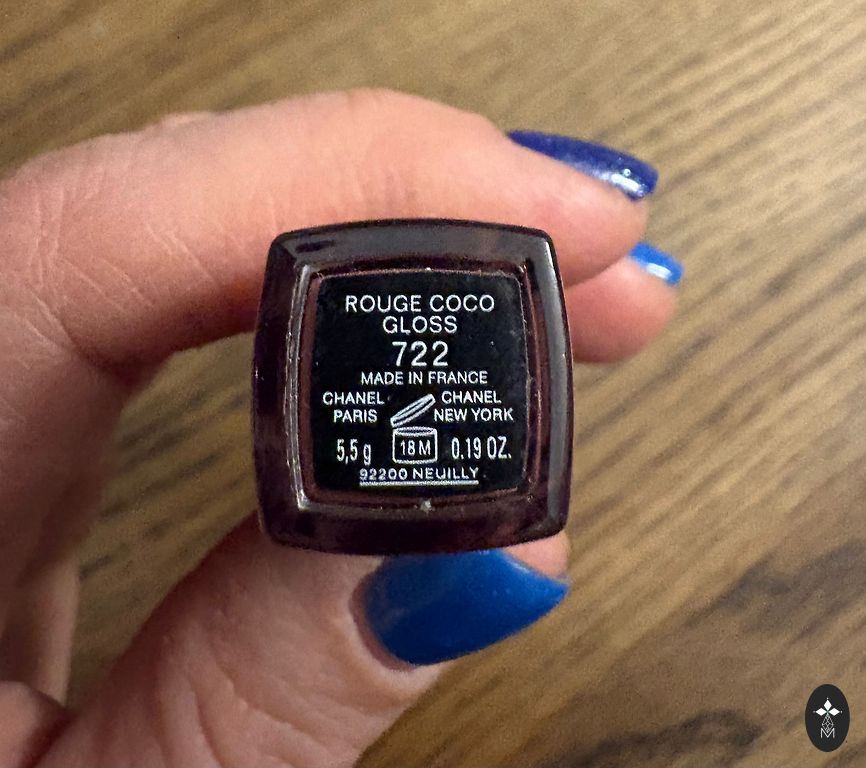 ROUGE COCO
GLOSS
722
MADE IN FRANCE
CHANEL CHANEL
PARIS NEW YORK
5,5 g 18 M 0.19 OZ.
92200 NEUILLY
M